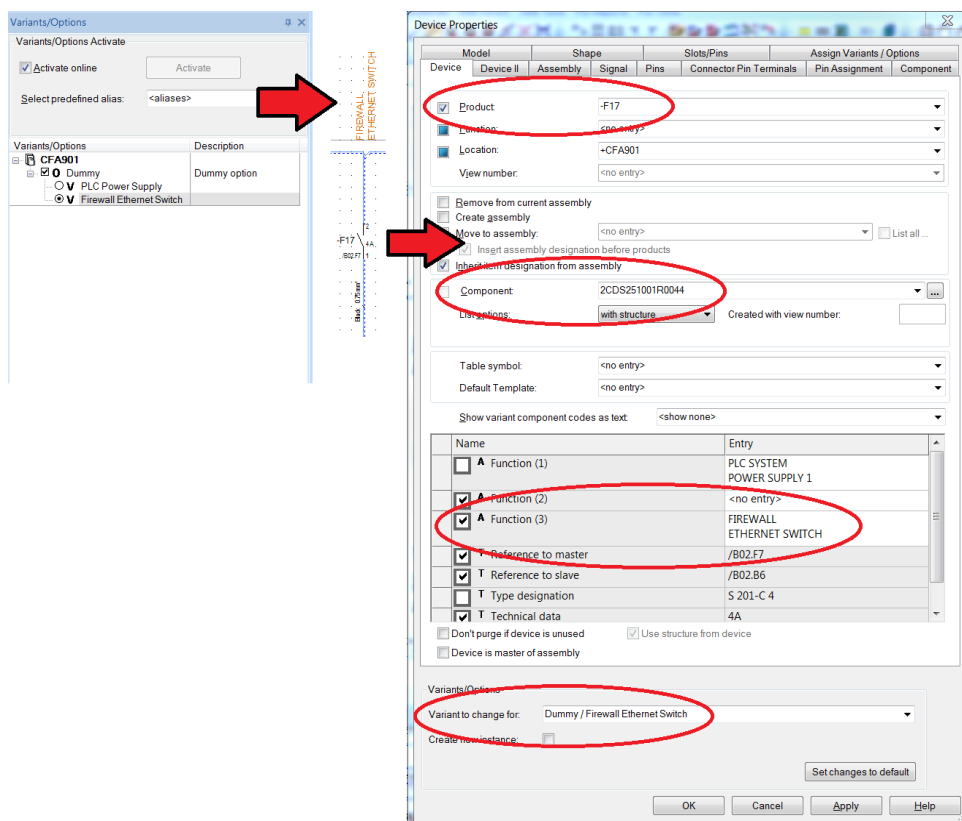 Variants/Options
Variants/Options Activate
Activate online
Activate
Select predefined alias:
<aliases>
Variants/Options
Description
CFA901
O Dummy
Dummy option
V PLC Power Supply
V Firewall Ethernet Switch
FIREWALL
ETHERNET SWITCH
-F17
2
4A
/B02.F7
1
Black 0.75mm²
Device Properties
Model
Shape
Slots/Pins
Assign Variants / Options
Device
Device II
Assembly
Signal
Pins
Connector Pin Terminals
Pin Assignment
Component
Product:
-F17
Function:
<no entry>
Location:
+CFA901
View number:
<no entry>
Remove from current assembly
Create assembly
Move to assembly:
<no entry>
List all ...
Insert assembly designation before products
Inherit item designation from assembly
Component:
2CDS251001R0044
...
List options:
with structure
Created with view number:
Table symbol:
<no entry>
Default Template:
<no entry>
Show variant component codes as text:
<show none>
Name
Entry
A Function (1)
PLC SYSTEM
POWER SUPPLY 1
A Function (2)
<no entry>
A Function (3)
FIREWALL
ETHERNET SWITCH
T Reference to master
/B02.F7
T Reference to slave
/B02.B6
T Type designation
S 201-C 4
T Technical data
4A
Don't purge if device is unused
Use structure from device
Device is master of assembly
Variants/Options
Variant to change for:
Dummy / Firewall Ethernet Switch
Create new instance:
Set changes to default
OK
Cancel
Apply
Help